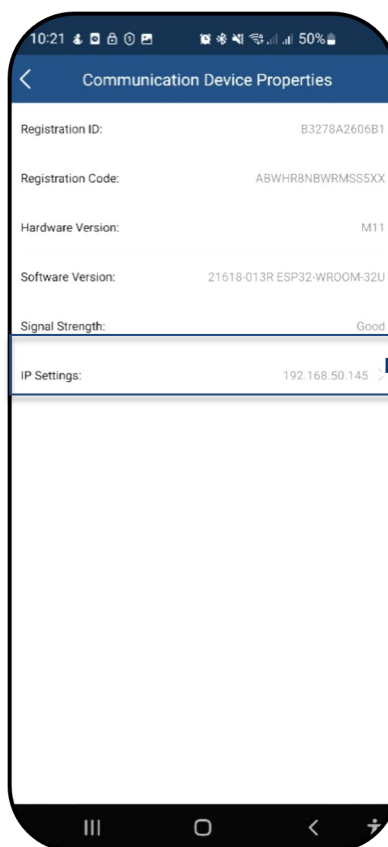 10:21 50%
Communication Device Properties
Registration ID: B3278A2606B1
Registration Code: ABWHR8NBWRMSS5XX
Hardware Version: M11
Software Version: 21618-013R ESP32-WROOM-32U
Signal Strength: Good
IP Settings: 192.168.50.145